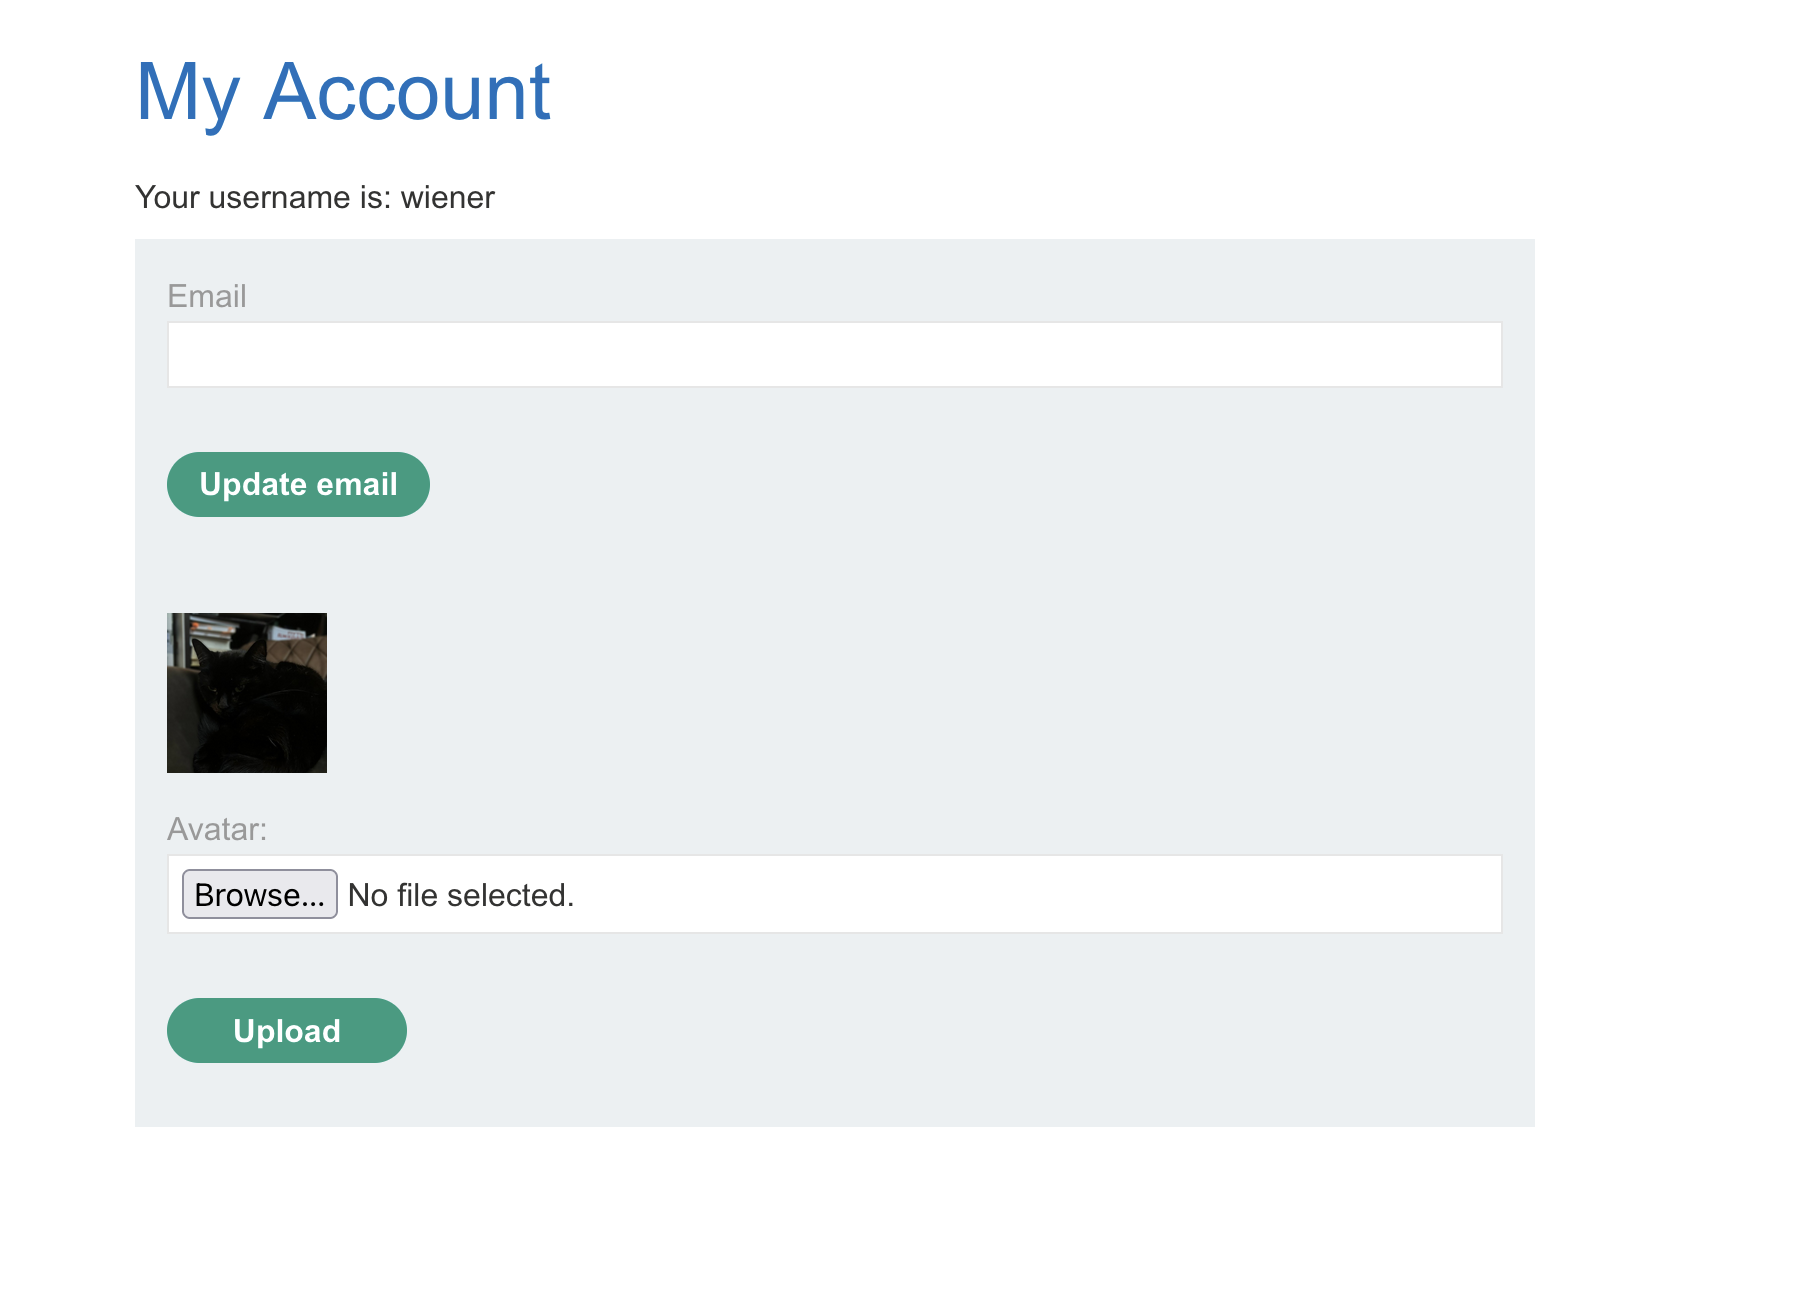 My Account
Your username is: wiener
Email
Update email
Avatar:
Browse... No file selected.
Upload